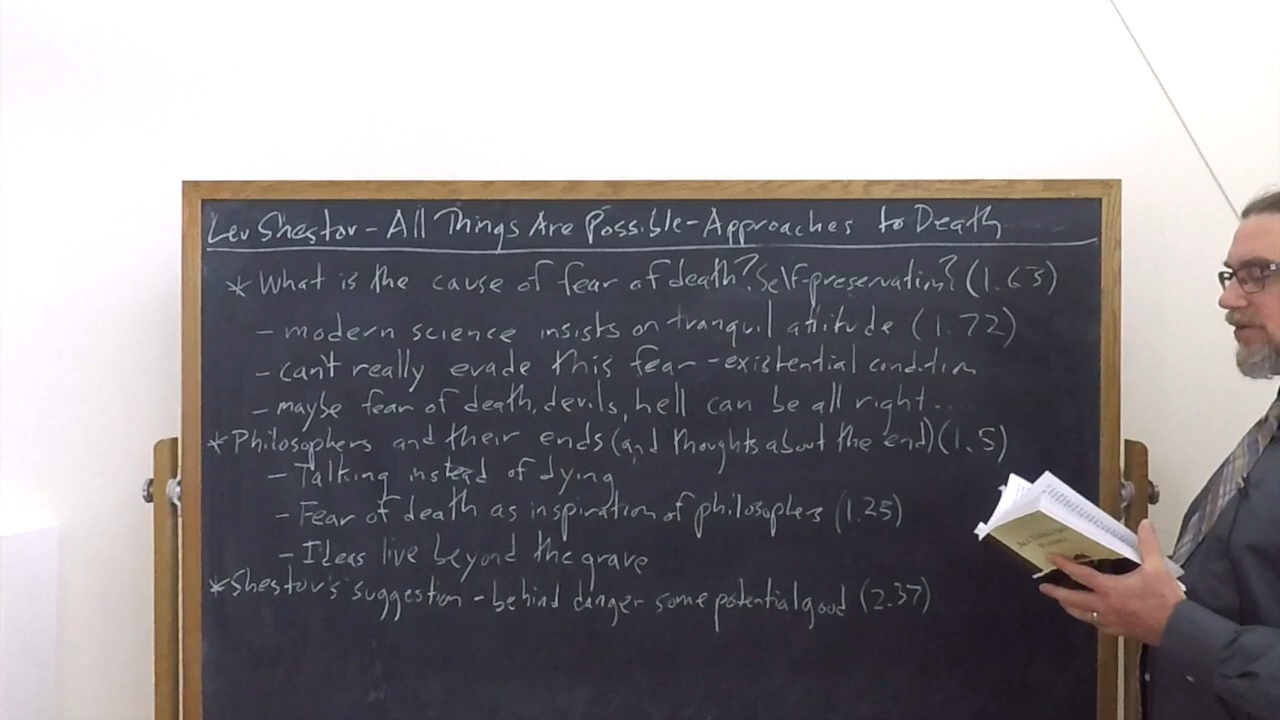 Lev Shestov - All Things Are Possible - Approaches to Death
* What is the cause of fear of death? Self-preservation? (1.63)
- modern science insists on tranquil attitude (1.72)
- can't really evade this fear - existential condition
- maybe fear of death, devils, hell can be all right...
* Philosophers and their ends (and thoughts about the end) (1.5)
- Talking instead of dying
- Fear of death as inspiration of philosophers (1.25)
- Ideas live beyond the grave
* Shestov's suggestion - behind danger some potential good (2.37)
All Things Are
Possible